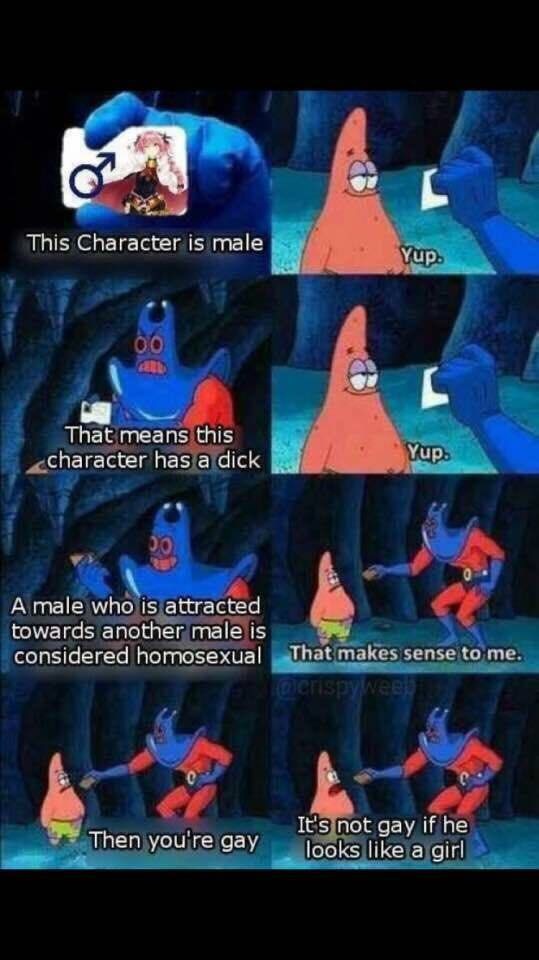 This Character is male
Yup.
That means this
character has a dick
Yup.
A male who is attracted
towards another male is
considered homosexual
That makes sense to me.
@crispyweeb
Then you're gay
It's not gay if he
looks like a girl